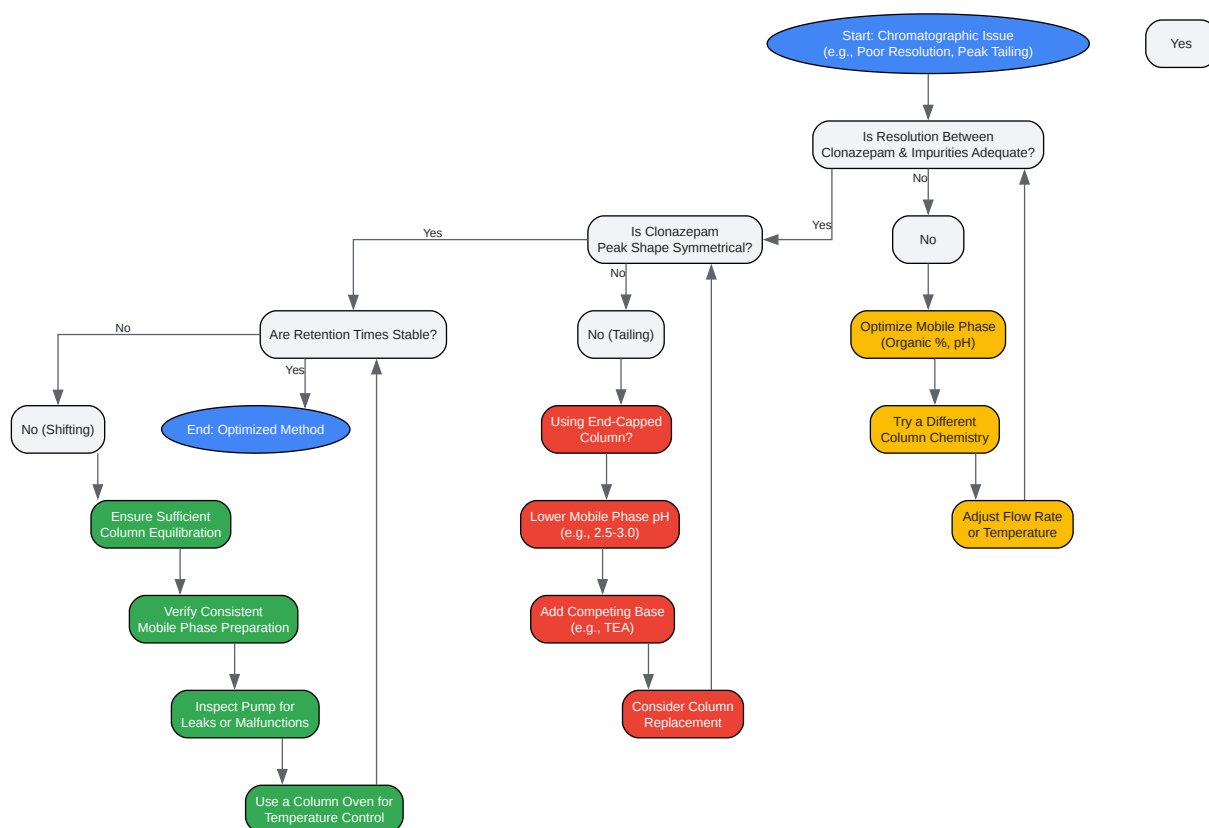 Start: Chromatographic Issue
(e.g., Poor Resolution, Peak Tailing)
Yes
Is Resolution Between
Clonazepam & Impurities Adequate?
No
Yes
Is Clonazepam
Peak Shape Symmetrical?
No
Yes
No
Are Retention Times Stable?
No (Tailing)
Optimize Mobile Phase
(Organic %, pH)
No
Yes
No (Shifting)
End: Optimized Method
Using End-Capped
Column?
Try a Different
Column Chemistry
Ensure Sufficient
Column Equilibration
Lower Mobile Phase pH
(e.g., 2.5-3.0)
Adjust Flow Rate
or Temperature
Verify Consistent
Mobile Phase Preparation
Add Competing Base
(e.g., TEA)
Inspect Pump for
Leaks or Malfunctions
Consider Column
Replacement
Use a Column Oven for
Temperature Control